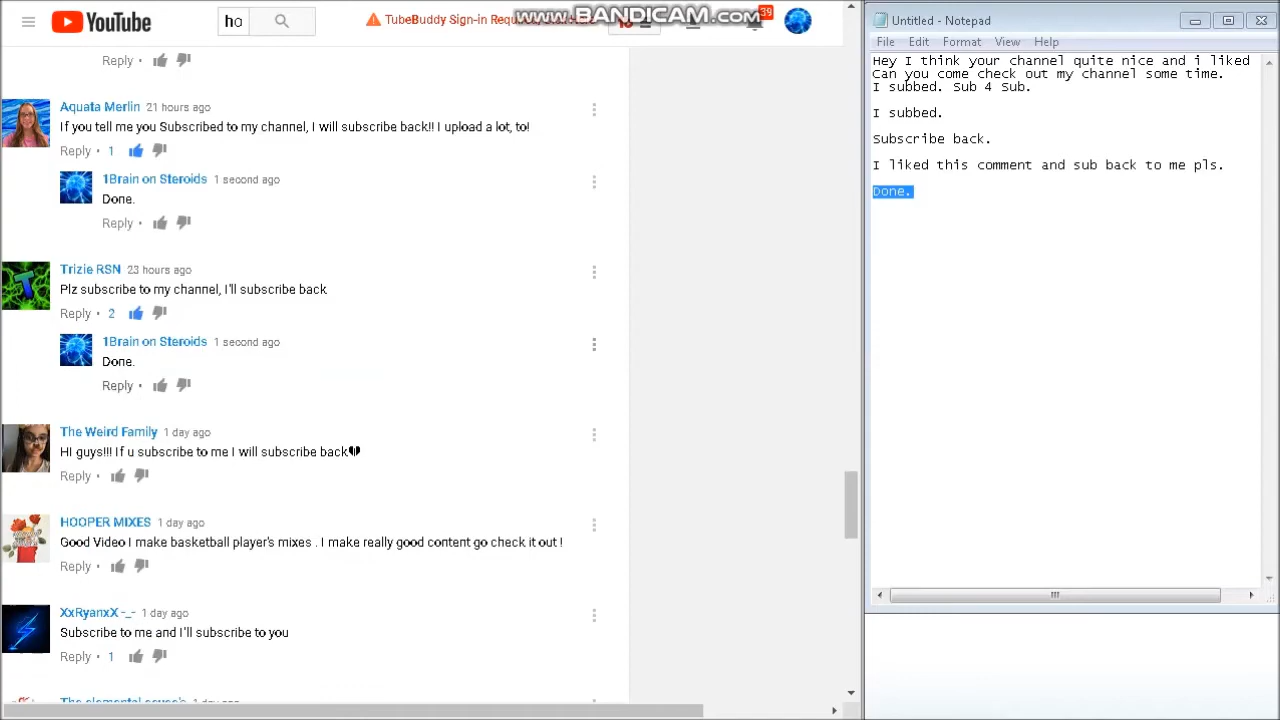 YouTube
ho
TubeBuddy Sign-in Requ
www.BANDICAM.com
39
Reply •
Aquata Merlin 21 hours ago
If you tell me you Subscribed to my channel, I will subscribe back!! I upload a lot, to!
Reply • 1
1Brain on Steroids 1 second ago
Done.
Reply •
Trizie RSN 23 hours ago
Plz subscribe to my channel, I'll subscribe back
Reply • 2
1Brain on Steroids 1 second ago
Done.
Reply •
The Weird Family 1 day ago
HI guys!!! If u subscribe to me I will subscribe back
Reply •
HOOPER MIXES 1 day ago
Good Video I make basketball player's mixes . I make really good content go check it out !
Reply •
XxRyanxX -_- 1 day ago
Subscribe to me and I'll subscribe to you
Reply • 1
1 day ago
Untitled - Notepad
File Edit Format View Help
Hey I think your channel quite nice and i liked
Can you come check out my channel some time.
I subbed. Sub 4 Sub.
I subbed.
Subscribe back.
I liked this comment and sub back to me pls.
Done.